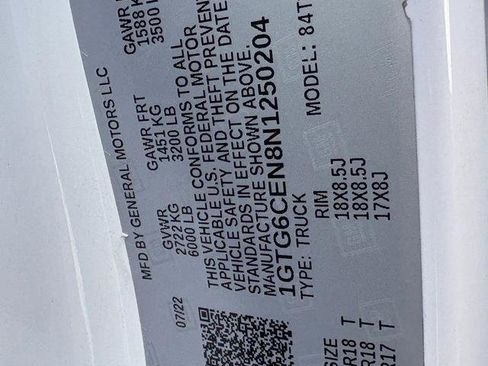 MFD BY GENERAL MOTORS LLC
07/22
GVWR
2722 KG
6000 LB
GAWR FRT
1451 KG
3200 LB
GAWR
1588 K
3500
THIS VEHICLE CONFORMS TO ALL
APPLICABLE U.S. FEDERAL MOTOR
VEHICLE SAFETY AND THEFT PREVENT
STANDARDS IN EFFECT ON THE DATE
MANUFACTURE SHOWN ABOVE.
1GTG6CEN8N1250204
TYPE: TRUCK
MODEL: 84T
SIZE RIM
R18 T 18X8.5J
R18 T 18X8.5J
R17 T 17X8J